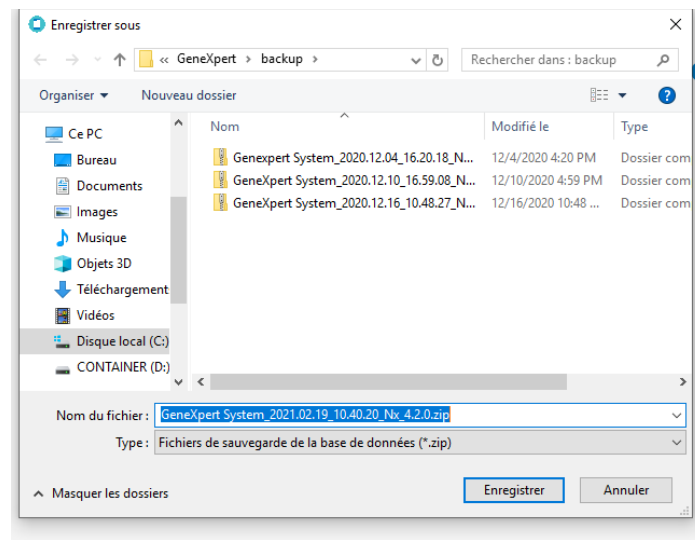 Enregistrer sous
« GeneXpert > backup >
Rechercher dans : backup
Organiser
Nouveau dossier
Nom
Modifié le
Type
Ce PC
Bureau
Documents
Images
Musique
Objets 3D
Téléchargement
Vidéos
Disque local (C:)
CONTAINER (D:)
Genexpert System_2020.12.04_16.20.18_N... 12/4/2020 4:20 PM Dossier com
GeneXpert System_2020.12.10_16.59.08_N... 12/10/2020 4:59 PM Dossier com
GeneXpert System_2020.12.16_10.48.27_N... 12/16/2020 10:48 ... Dossier com
Nom du fichier : GeneXpert System_2021.02.19_10.40.20_Nx_4.2.0.zip
Type : Fichiers de sauvegarde de la base de données (*.zip)
Masquer les dossiers
Enregistrer
Annuler